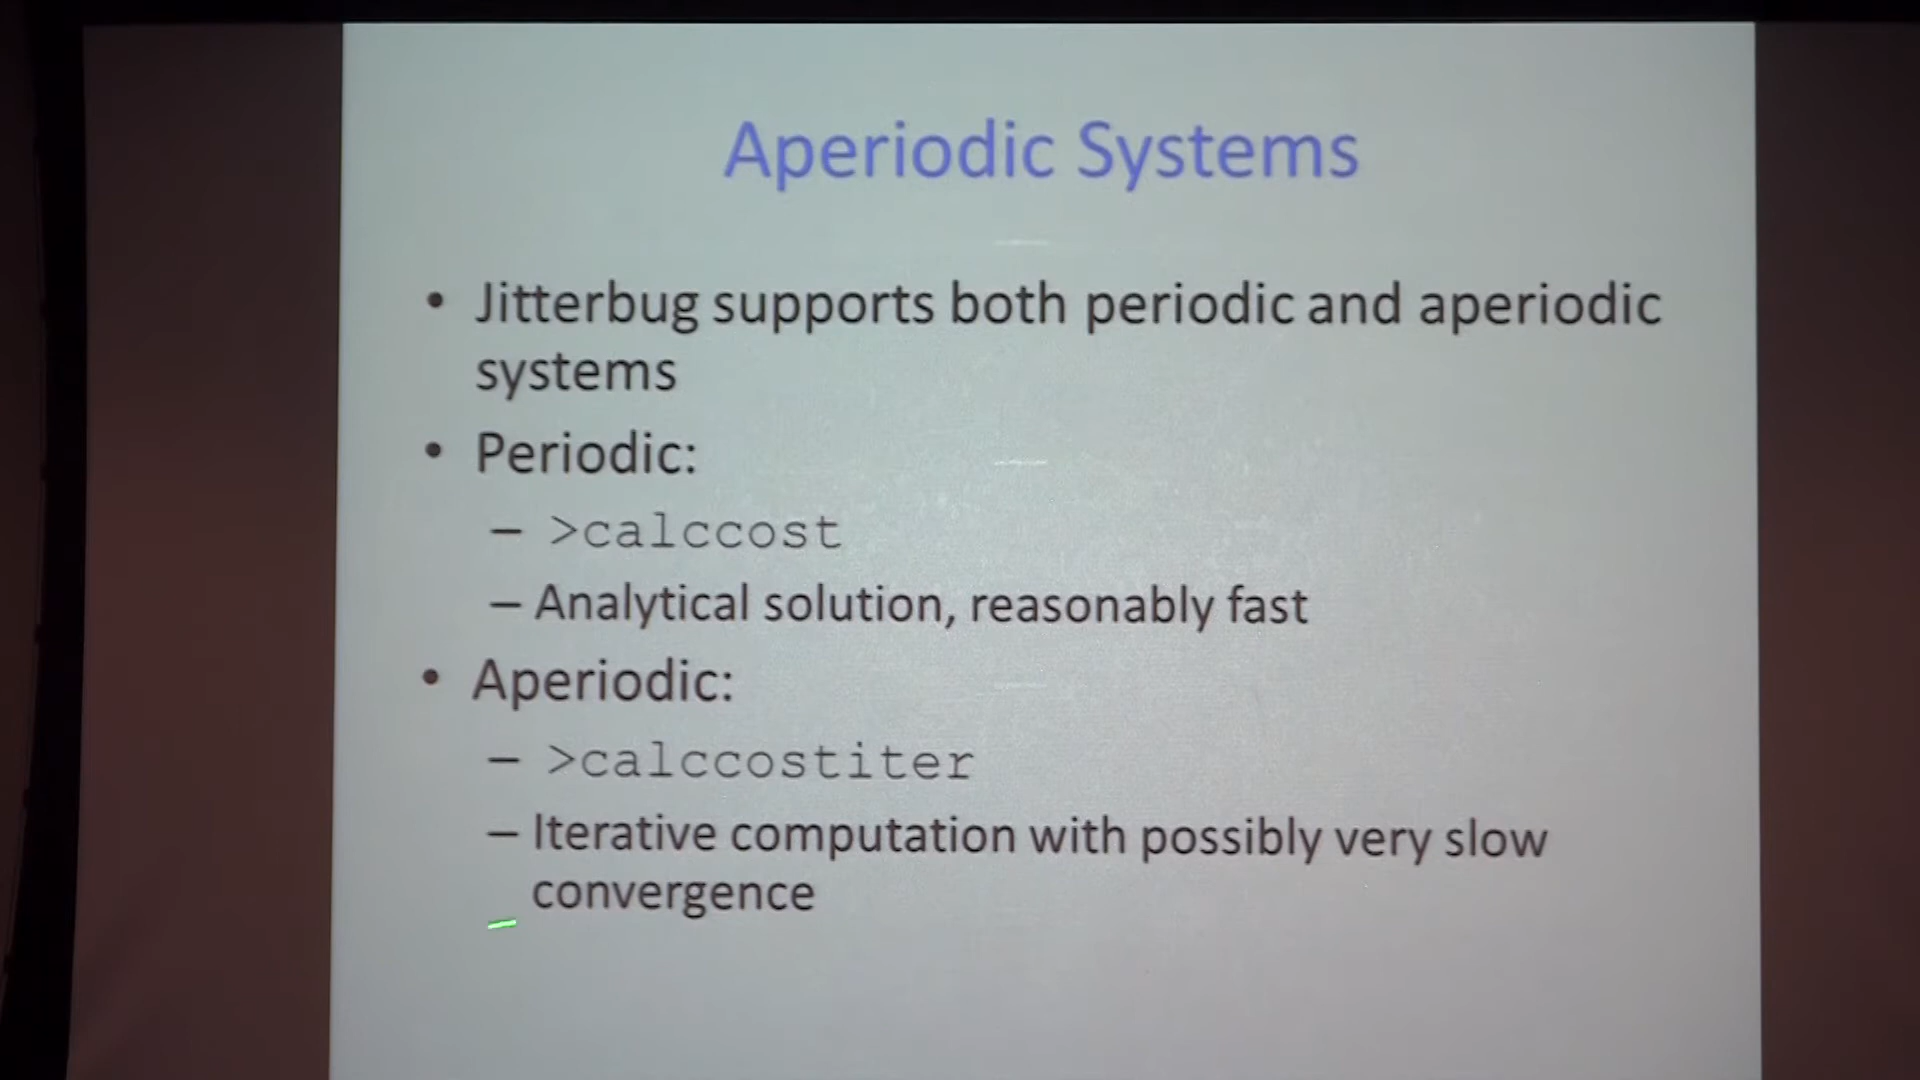 Aperiodic Systems
• Jitterbug supports both periodic and aperiodic
systems
• Periodic:
– >calccost
– Analytical solution, reasonably fast
• Aperiodic:
– >calccostiter
– Iterative computation with possibly very slow
convergence